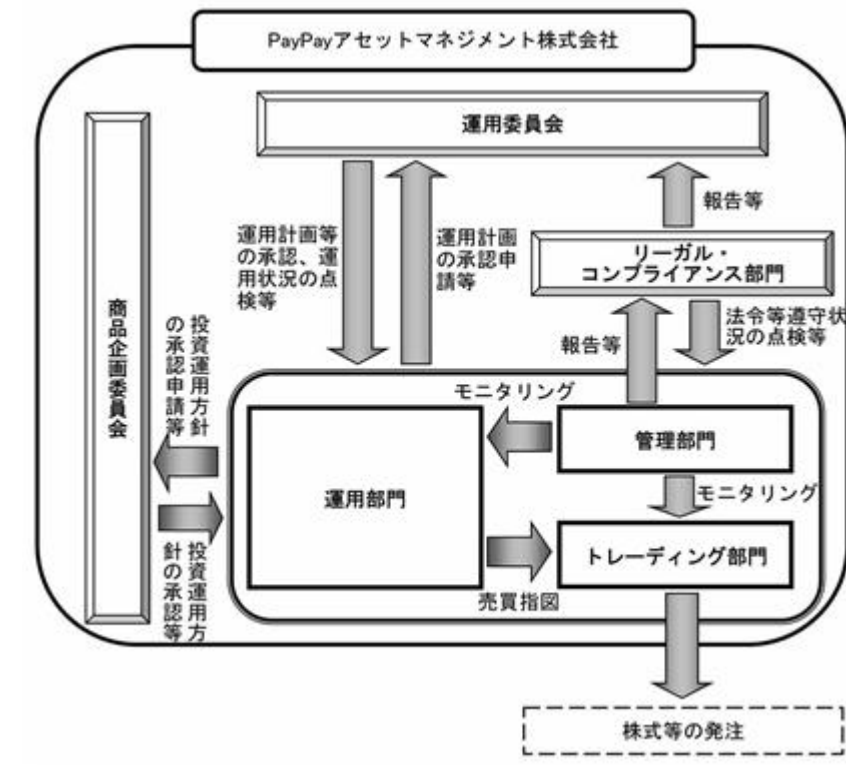 PayPayアセットマネジメント株式会社
運用委員会
報告等
運用計画等
の承認、運
用状況の点
検等
運用計画
の承認申
請等
リーガル・
コンプライアンス部門
商品企画委員会
投資運用方針
の承認申請等
報告等
法令等遵守状
況の点検等
モニタリング
管理部門
運用部門
モニタリング
トレーディング部門
売買指図
投資運用方
針の承認等
株式等の発注